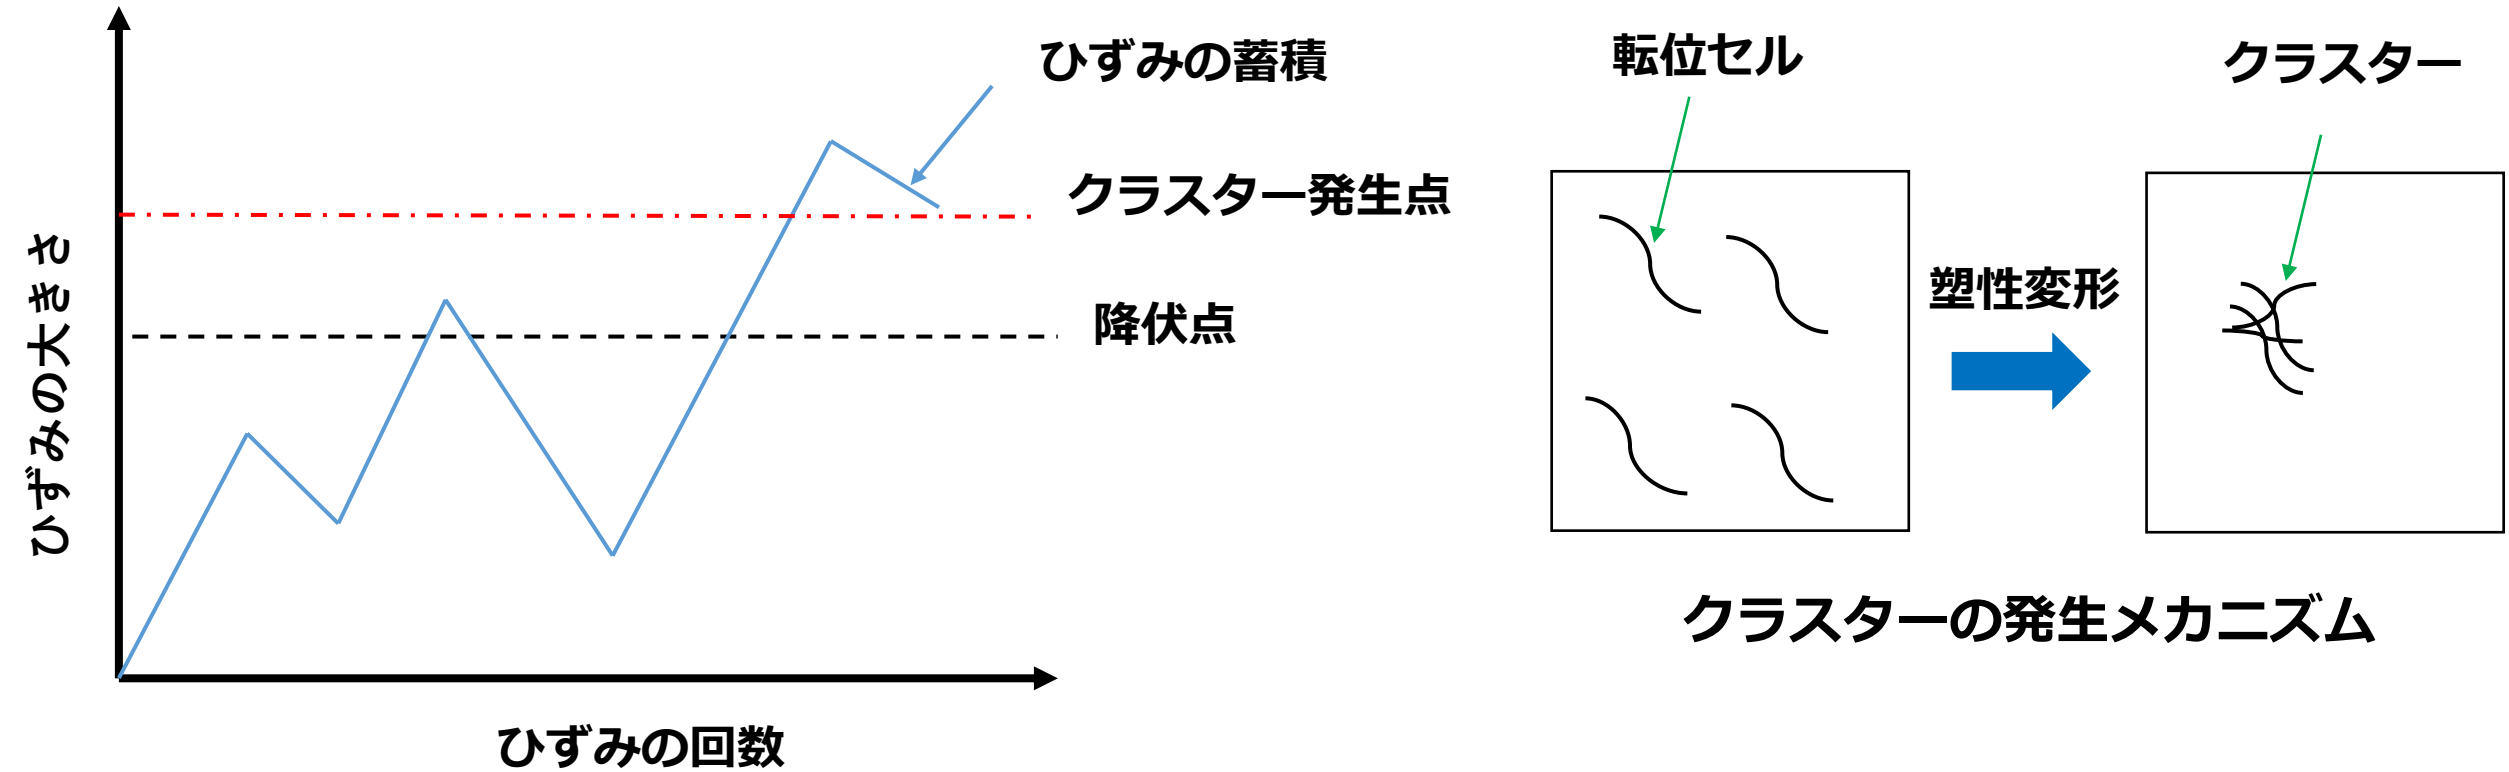 ひずみの蓄積
クラスター発生点
降伏点
ひずみの大きさ
ひずみの回数
転位セル
クラスター
塑性変形
クラスターの発生メカニズム